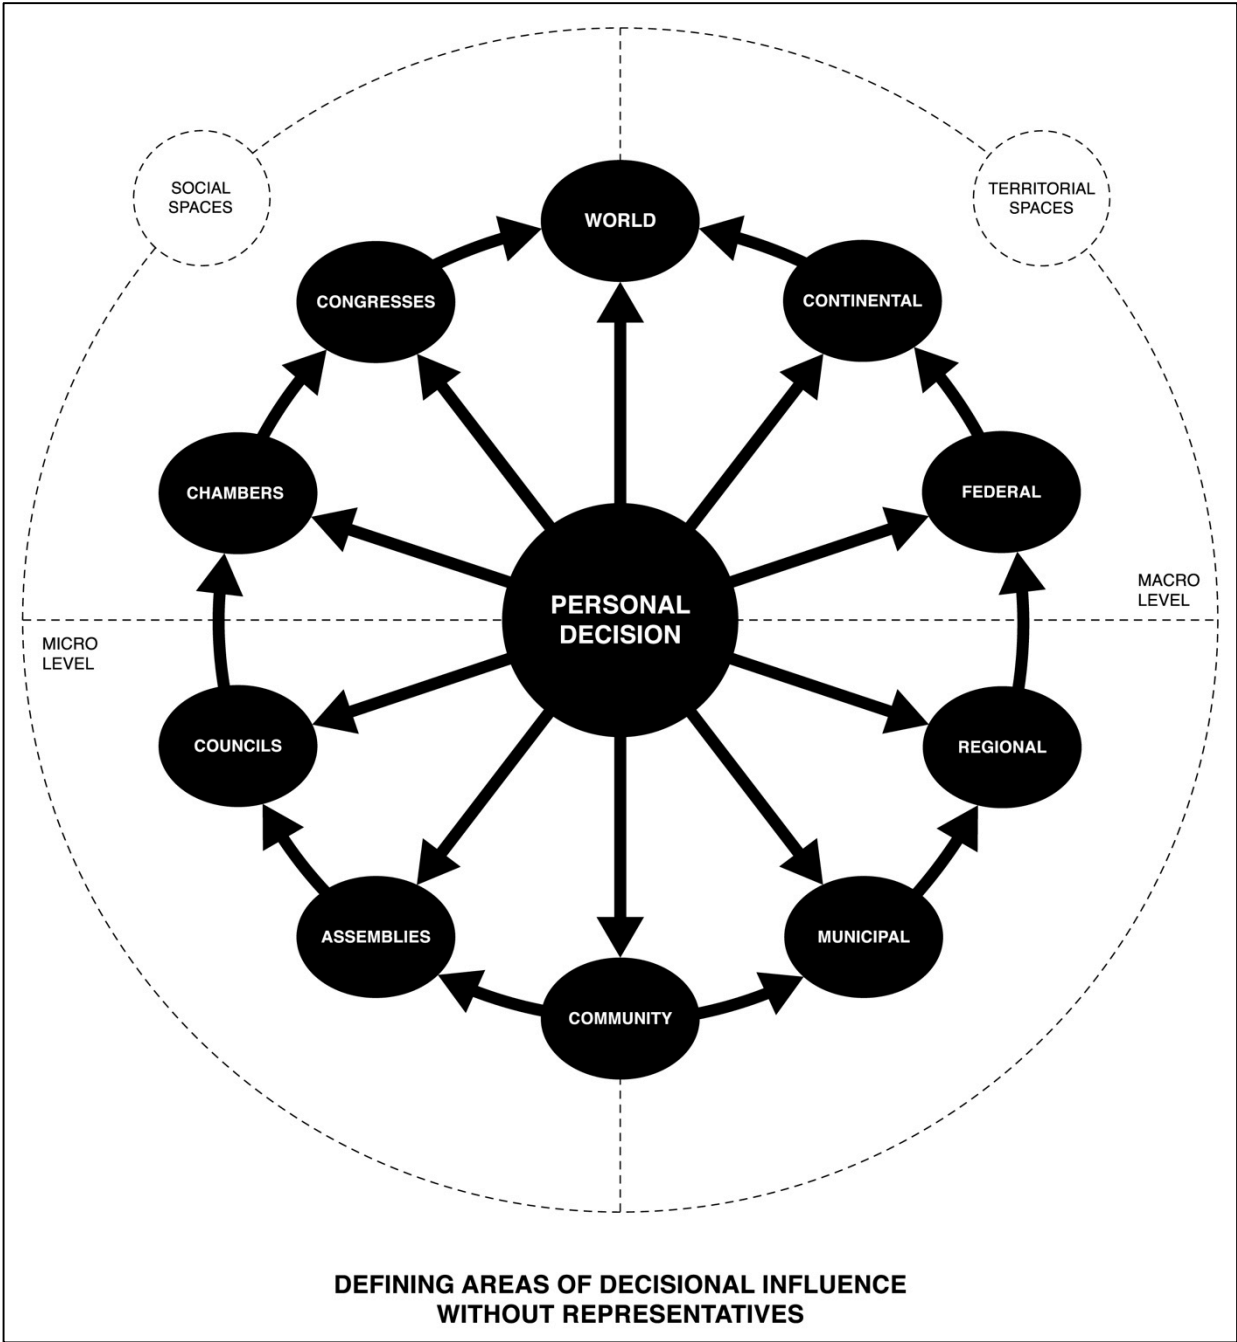 SOCIAL
SPACES
TERRITORIAL
SPACES
WORLD
CONGRESSES
CONTINENTAL
CHAMBERS
FEDERAL
MACRO
LEVEL
PERSONAL
DECISION
MICRO
LEVEL
COUNCILS
REGIONAL
ASSEMBLIES
MUNICIPAL
COMMUNITY
DEFINING AREAS OF DECISIONAL INFLUENCE
WITHOUT REPRESENTATIVES